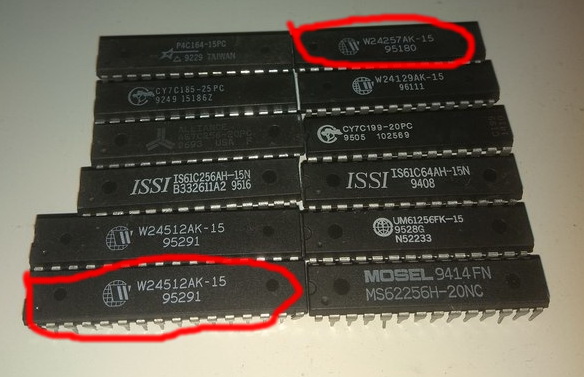 P4C164-15PC
9229 TAIWAN
CY7C185-25PC
9249 15186Z
ALLIANCE
USA
ISSI IS61C256AH-15N
B332611A2 9516
W24512AK-15
95291
W24512AK-15
95291
W24257AK-15
95180
W24129AK-15
96111
CY7C199-20PC
9505 102569
ISSI IS61C64AH-15N
9408
UM61256FK-15
9528G
N52233
MOSEL 9414FN
MS62256H-20NC